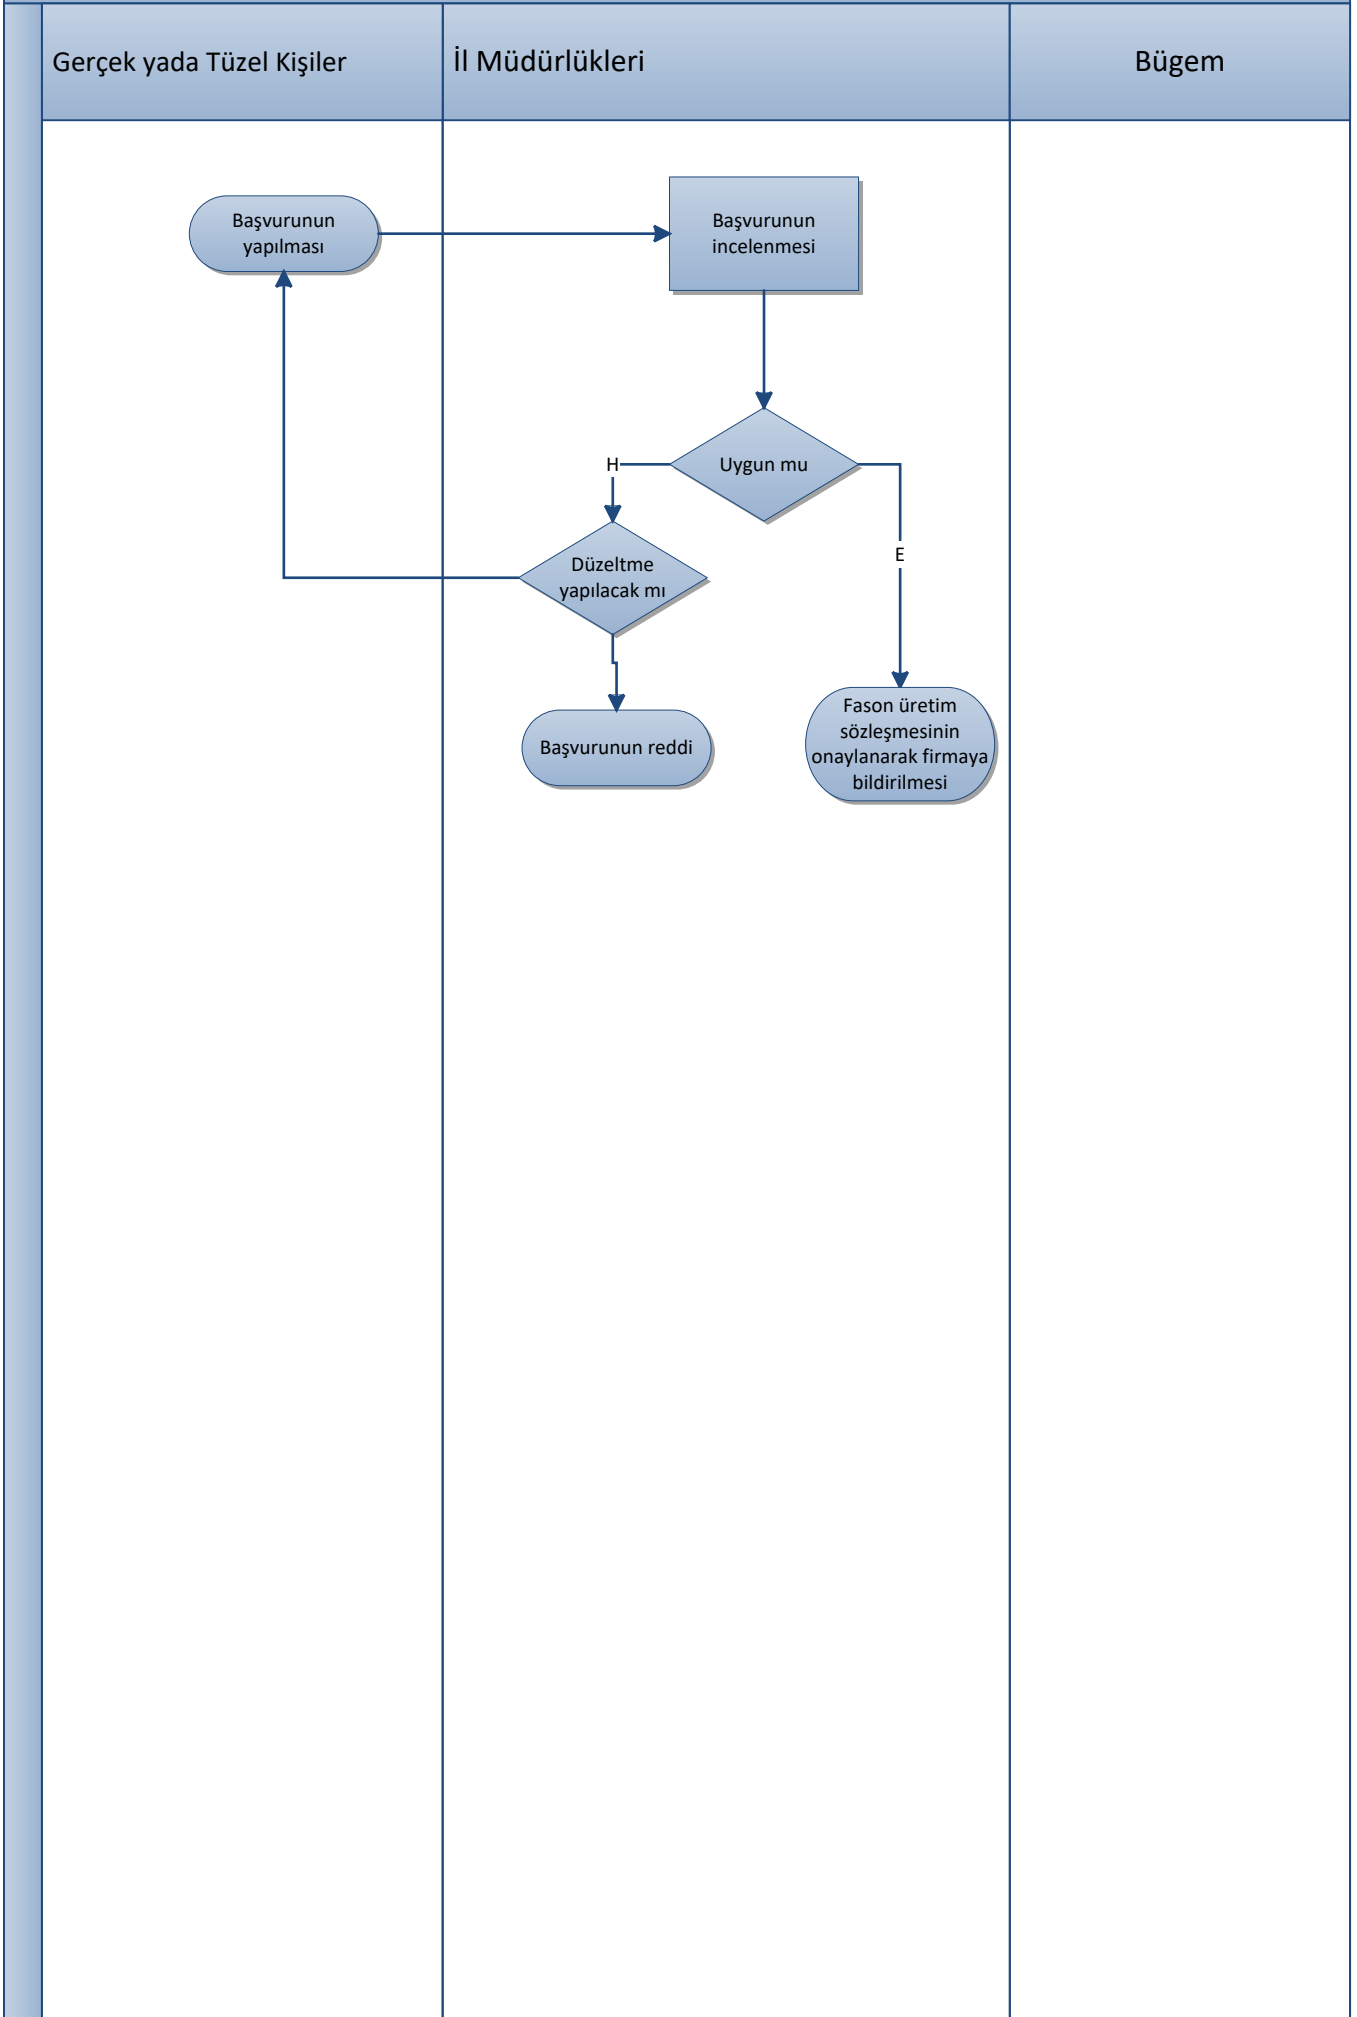 Gerçek yada Tüzel Kişiler
İl Müdürlükleri
Bügem
Başvurunun
yapılması
Başvurunun
incelenmesi
Uygun mu
H
E
Düzeltme
yapılacak mı
Başvurunun reddi
Fason üretim
sözleşmesinin
onaylanarak firmaya
bildirilmesi